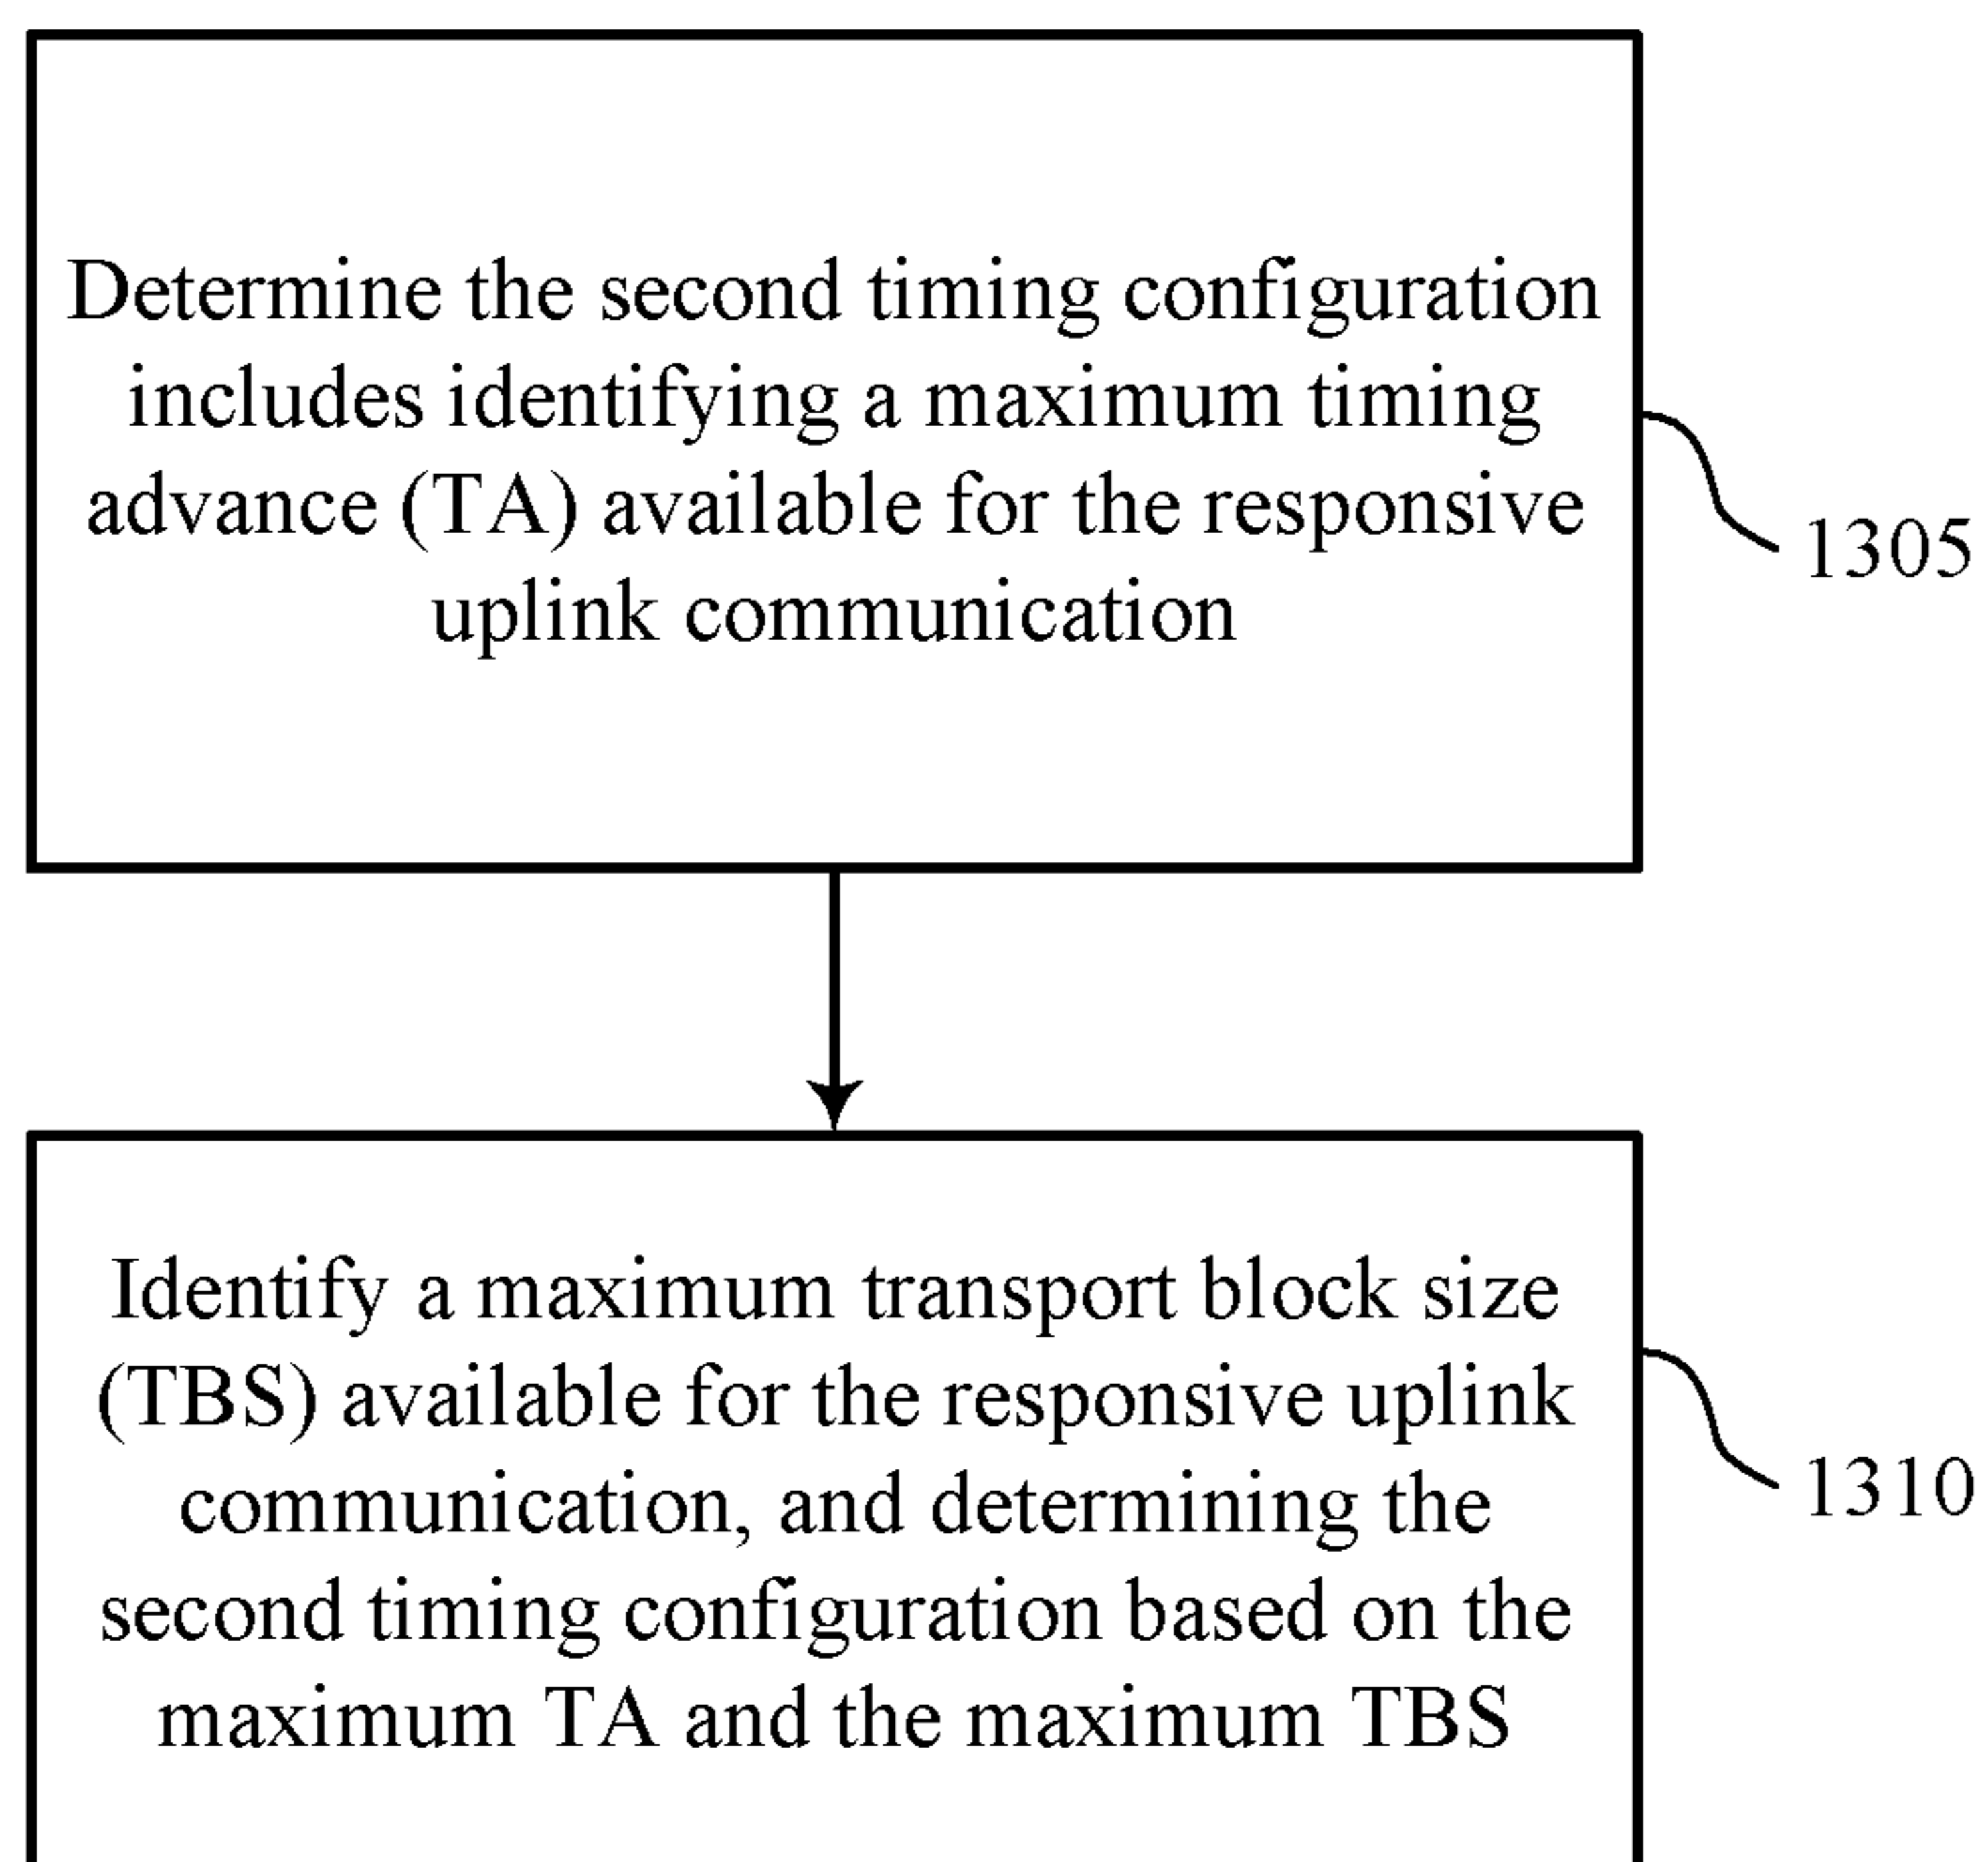 Determine the second timing configuration
includes identifying a maximum timing
advance (TA) available for the responsive
uplink communication
1305
Identify a maximum transport block size
(TBS) available for the responsive uplink
communication, and determining the
second timing configuration based on the
maximum TA and the maximum TBS
1310